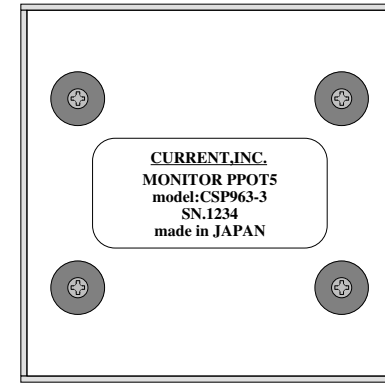 CURRENT,INC.
MONITOR PPOT5
model:CSP963-3
SN.1234
made in JAPAN